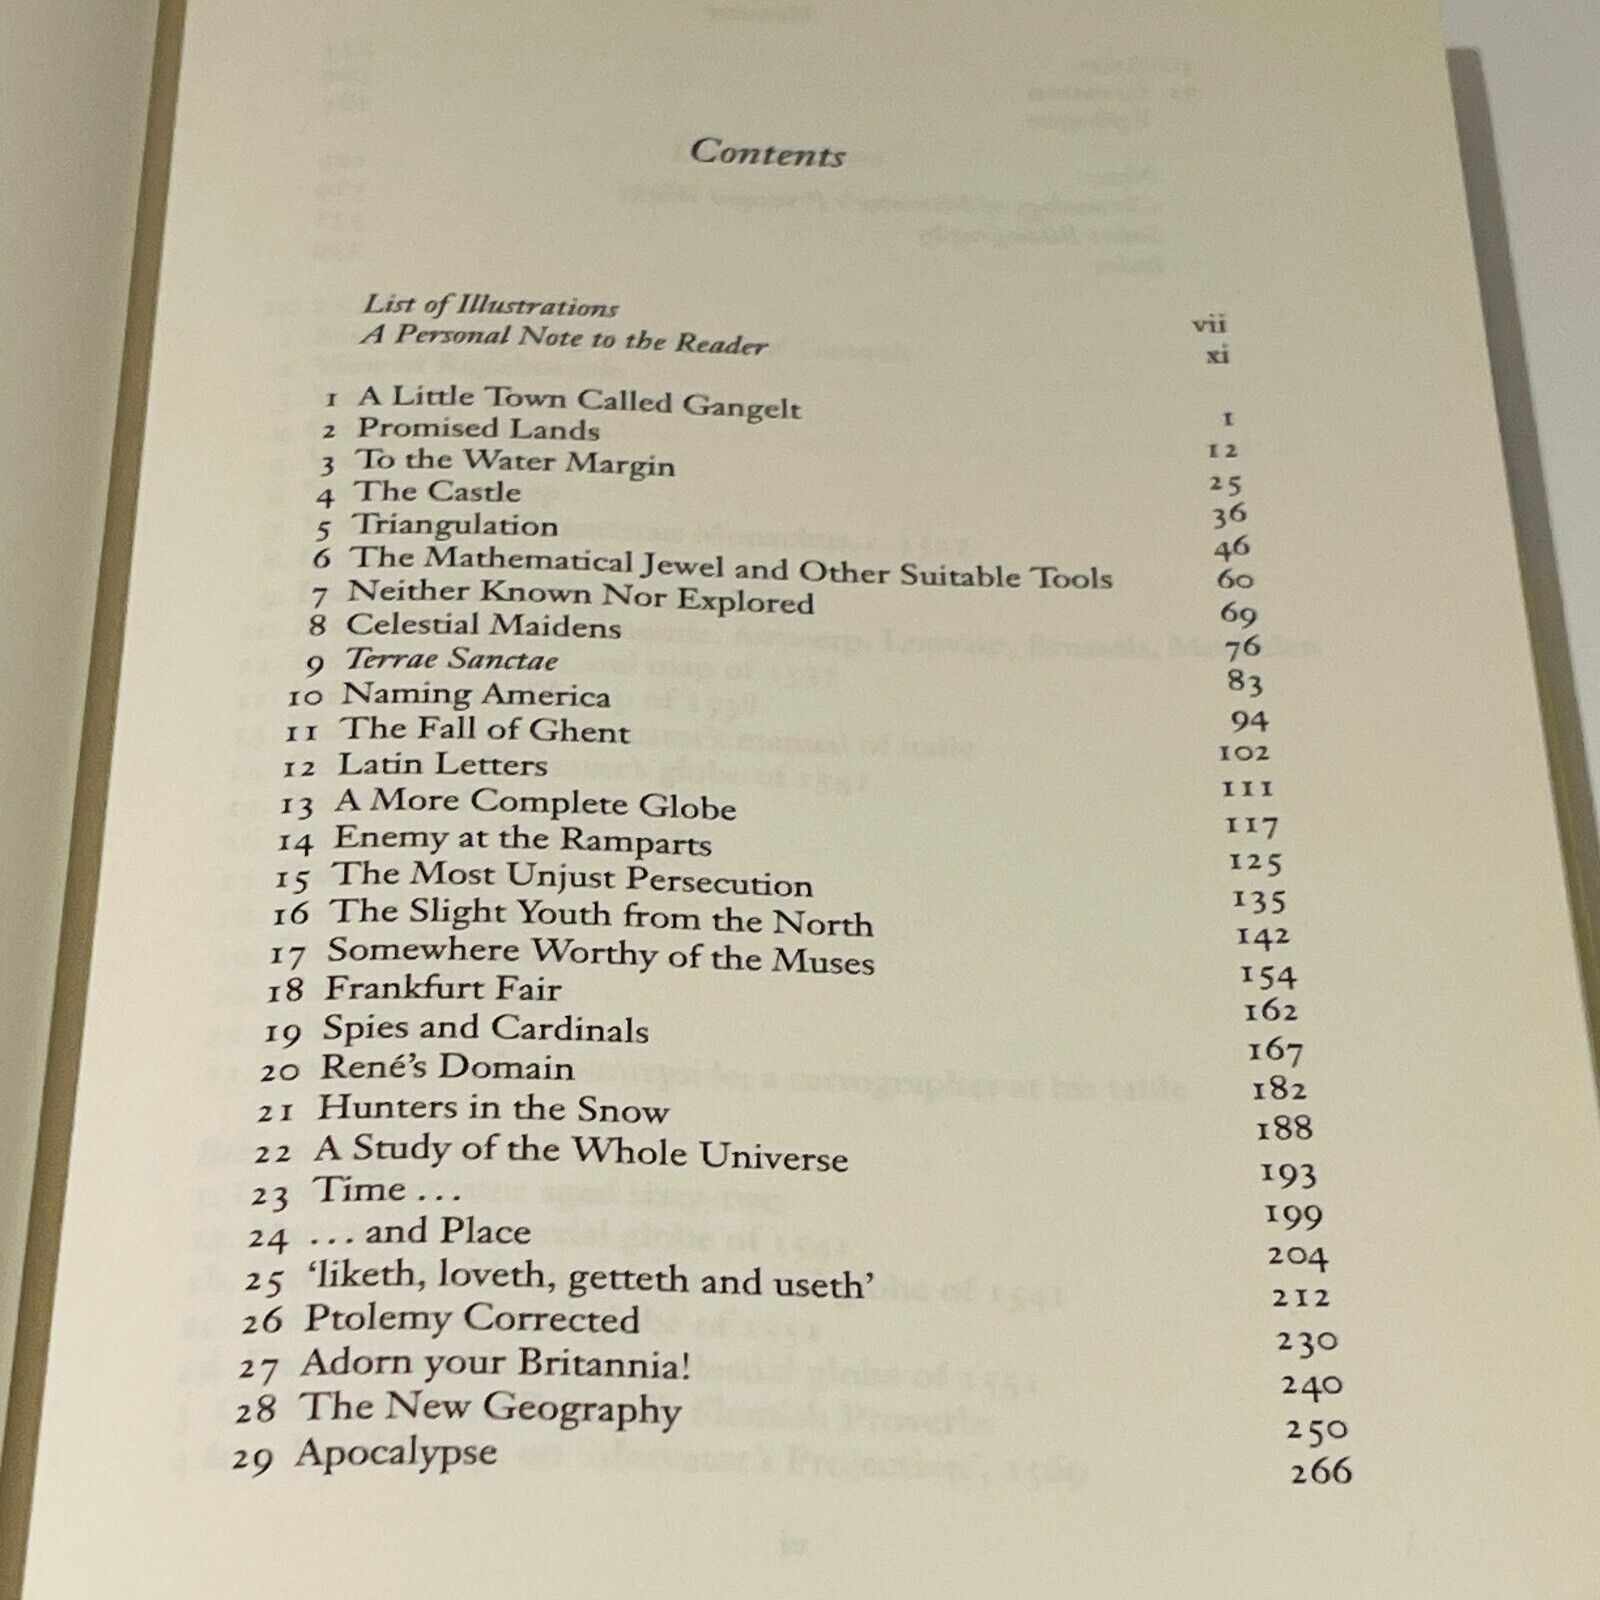 Contents
List of Illustrations vii
A Personal Note to the Reader xi
1 A Little Town Called Gangelt 1
2 Promised Lands 12
3 To the Water Margin 25
4 The Castle 36
5 Triangulation 46
6 The Mathematical Jewel and Other Suitable Tools 60
7 Neither Known Nor Explored 69
8 Celestial Maidens 76
9 Terrae Sanctae 83
10 Naming America 94
11 The Fall of Ghent 102
12 Latin Letters 111
13 A More Complete Globe 117
14 Enemy at the Ramparts 125
15 The Most Unjust Persecution 135
16 The Slight Youth from the North 142
17 Somewhere Worthy of the Muses 154
18 Frankfurt Fair 162
19 Spies and Cardinals 167
20 René’s Domain 182
21 Hunters in the Snow 188
22 A Study of the Whole Universe 193
23 Time ... 199
24 ... and Place 204
25 ‘liketh, loveth, getteth and useth’ 212
26 Ptolemy Corrected 230
27 Adorn your Britannia! 240
28 The New Geography 250
29 Apocalypse 266